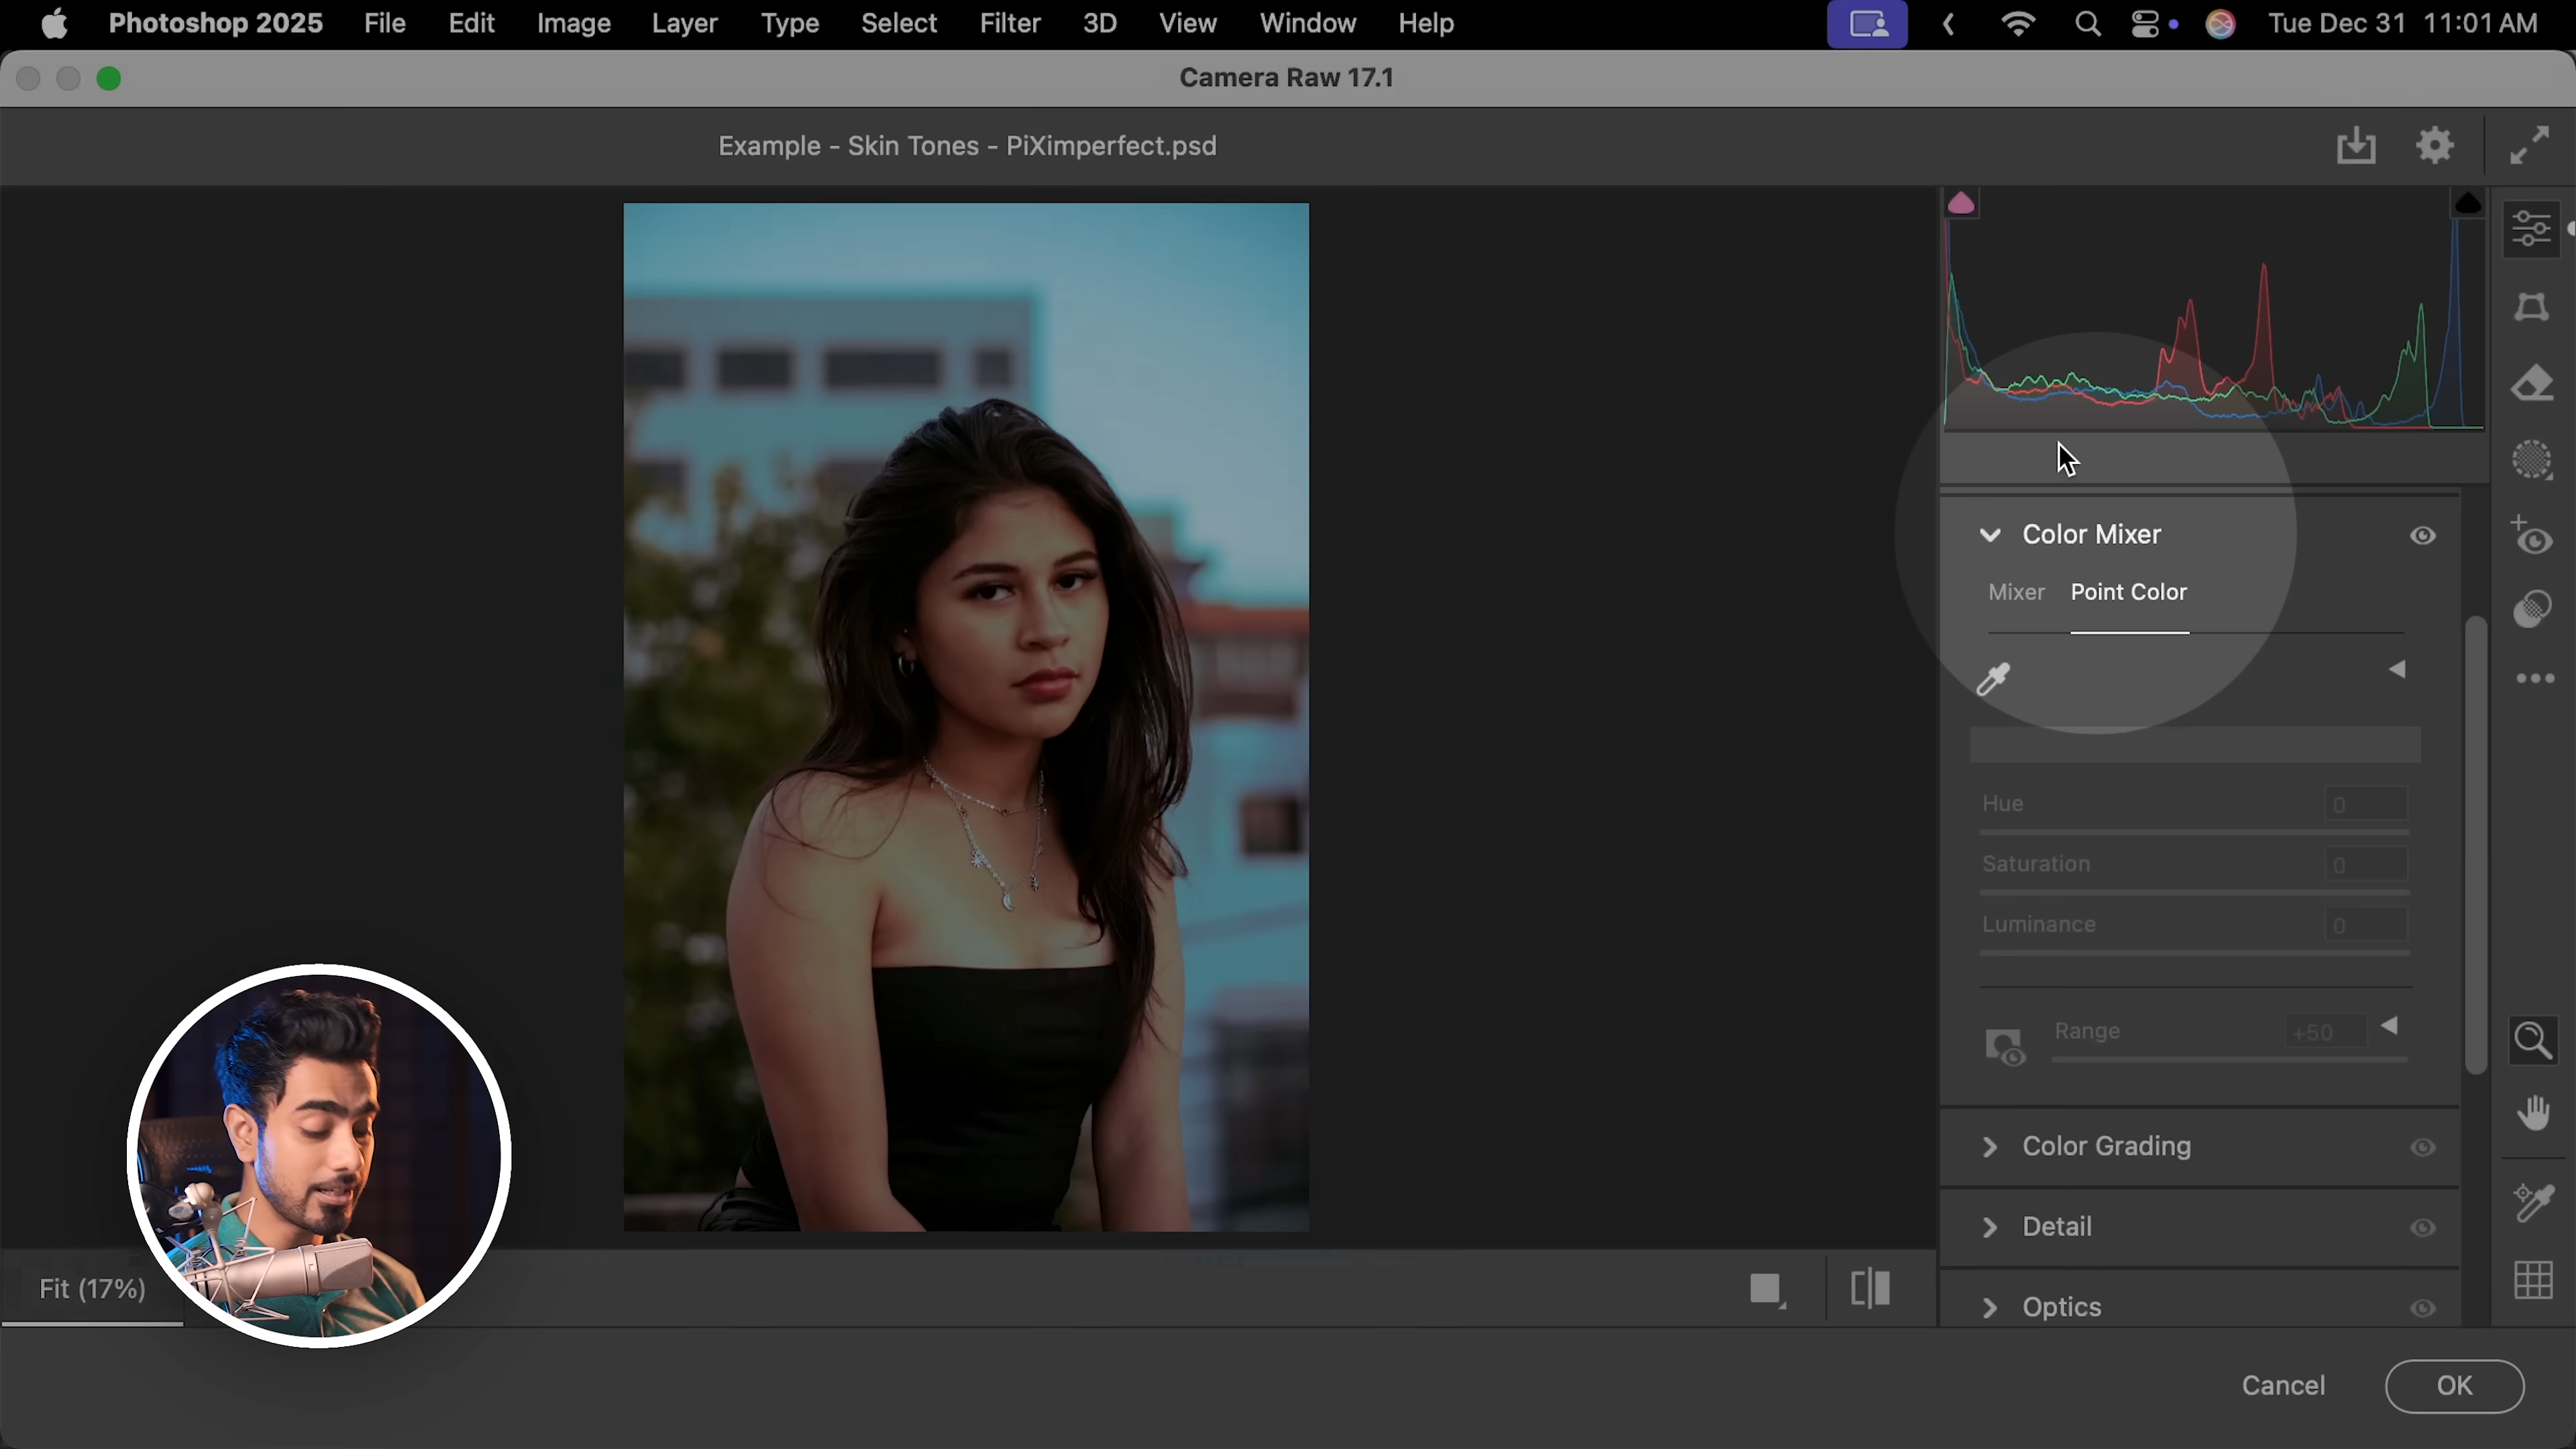 Photoshop 2025 File Edit Image Layer Type Select Filter 3D View Window Help Tue Dec 31 11:01 AM
Camera Raw 17.1
Example - Skin Tones - PiXimperfect.psd
Color Mixer
Mixer Point Color
Hue 0
Saturation 0
Luminance 0
Range +50
Color Grading
Detail
Fit (17%)
Optics
Cancel OK